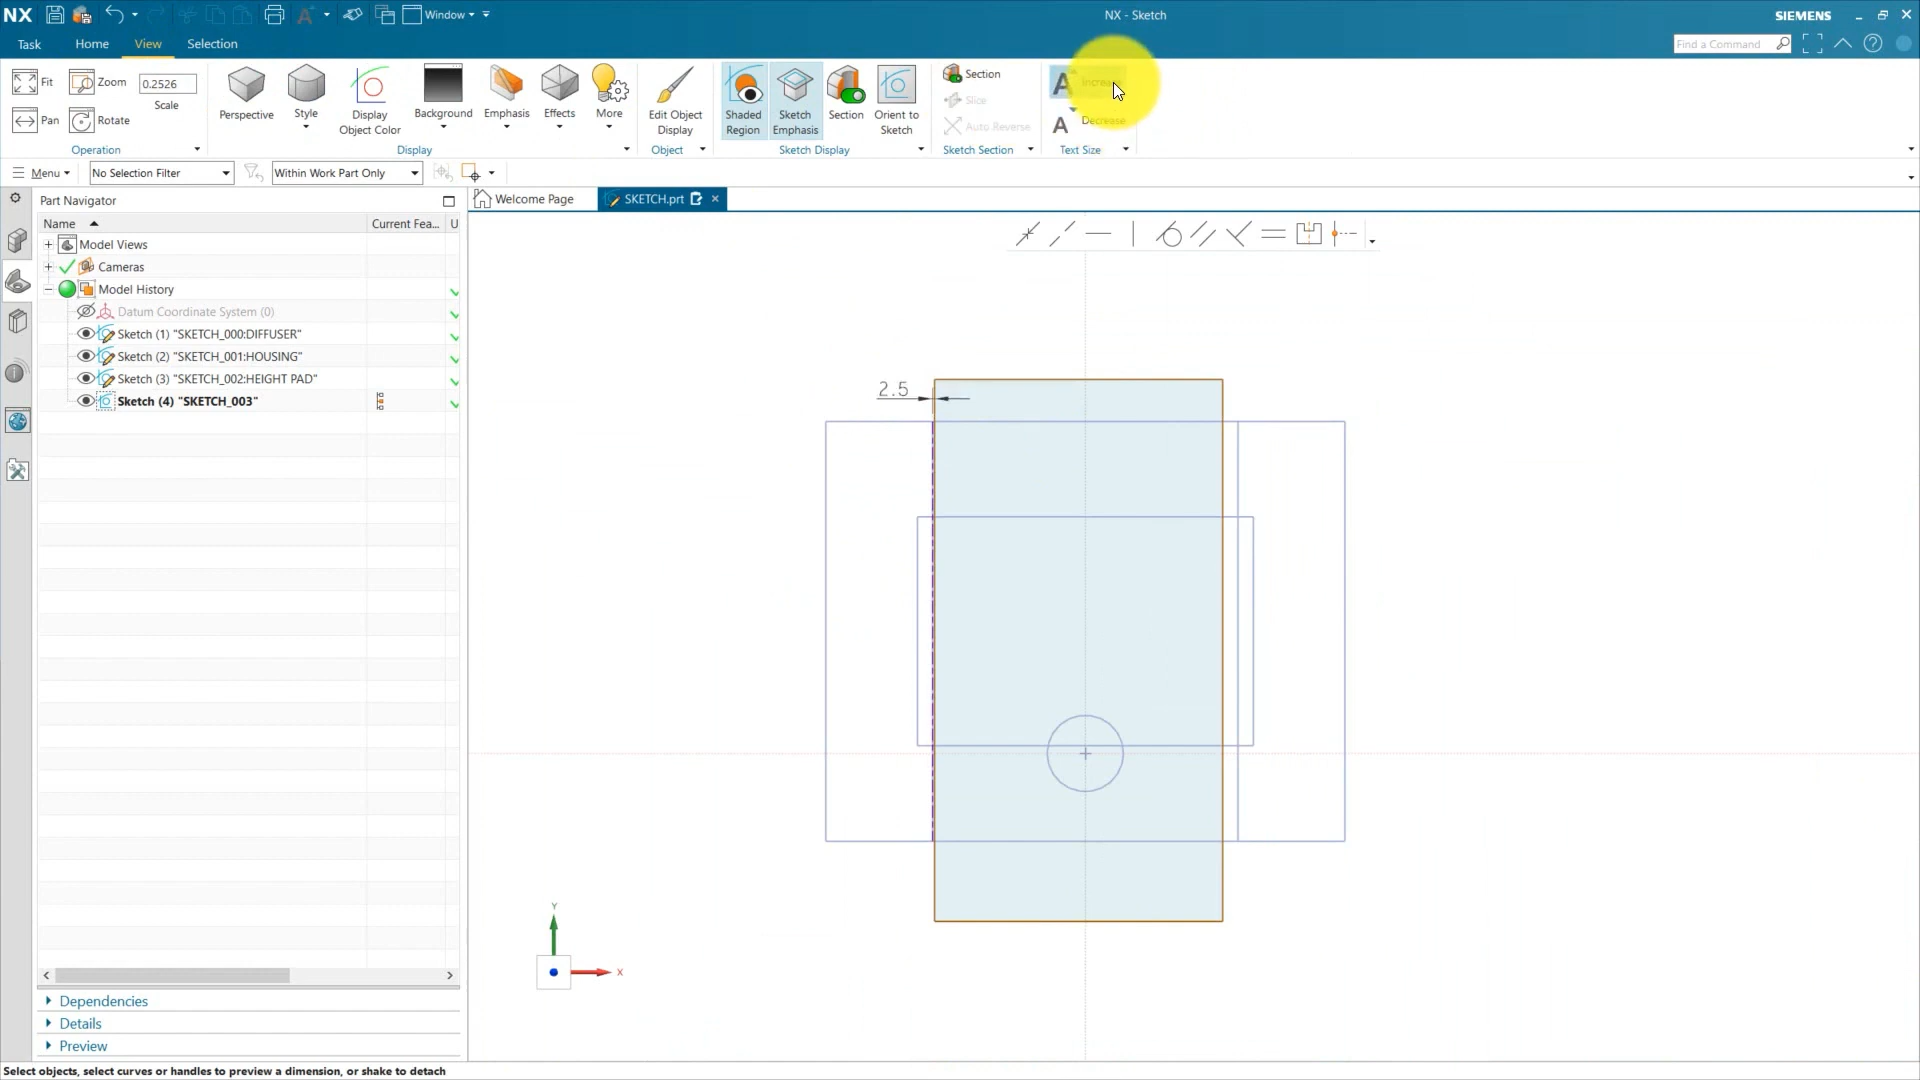 NX
Window
NX - Sketch
SIEMENS
Task
Home
View
Selection
Find a Command
Fit
Zoom
0.2526
Scale
Pan
Rotate
Operation
Perspective
Style
Display
Object Color
Background
Emphasis
Effects
More
Display
Edit Object
Display
Object
Shaded
Region
Sketch
Emphasis
Section
Orient to
Sketch
Sketch Display
Section
Slice
Auto Reverse
Sketch Section
A
Increase
A
Decrease
Text Size
Menu
No Selection Filter
Within Work Part Only
Part Navigator
Welcome Page
SKETCH.prt
Name
Current Fea...
U
Model Views
Cameras
Model History
Datum Coordinate System (0)
Sketch (1) "SKETCH_000:DIFFUSER"
Sketch (2) "SKETCH_001:HOUSING"
Sketch (3) "SKETCH_002:HEIGHT PAD"
Sketch (4) "SKETCH_003"
2.5
Y
X
Dependencies
Details
Preview
Select objects, select curves or handles to preview a dimension, or shake to detach